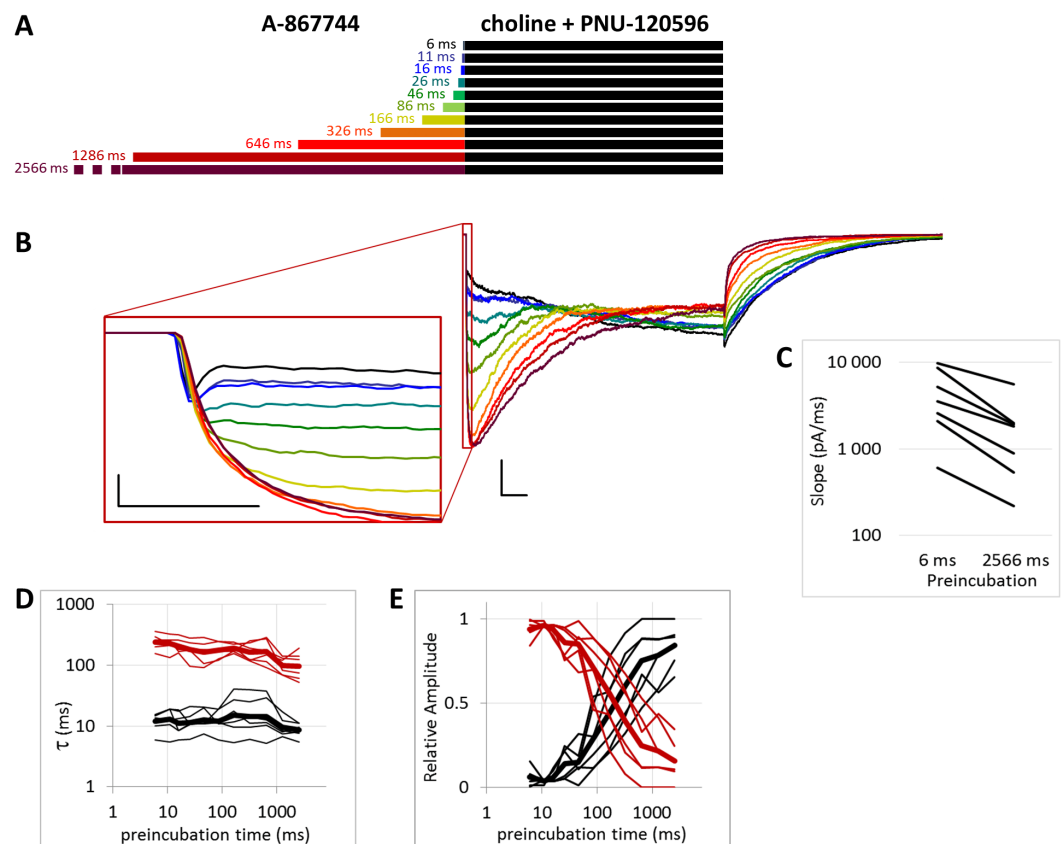 A
A-867744
choline + PNU-120596
6 ms
11 ms
16 ms
26 ms
46 ms
86 ms
166 ms
326 ms
646 ms
1286 ms
2566 ms
B
C
10 000
1 000
100
Slope (pA/ms)
6 ms
2566 ms
Preincubation
D
1000
100
10
1
τ (ms)
1
10
100
1000
preincubation time (ms)
E
1
0.5
0
Relative Amplitude
1
10
100
1000
preincubation time (ms)